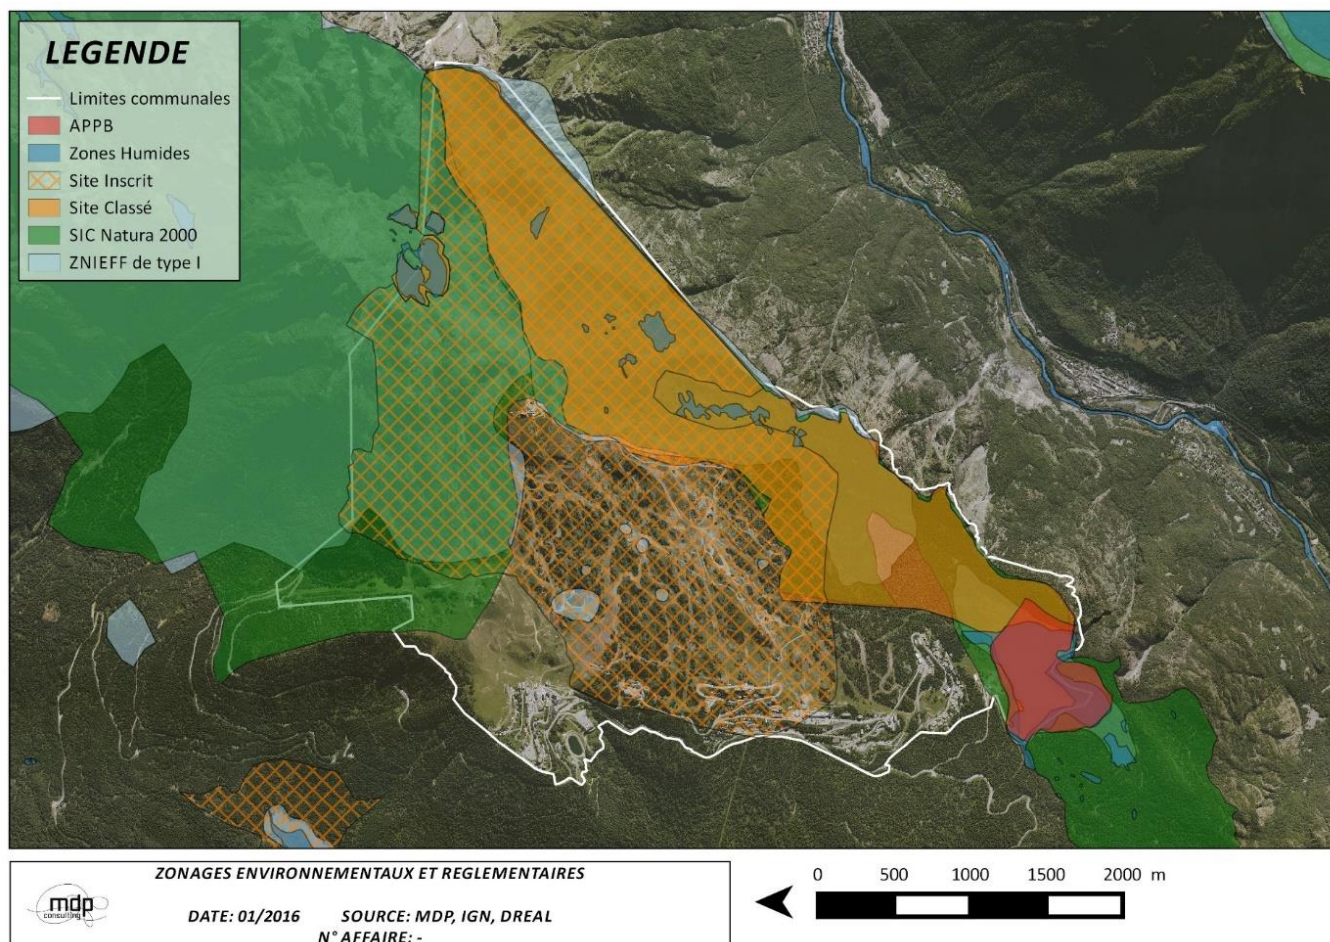 LEGENDE
Limites communales
APPB
Zones Humides
Site Inscrit
Site Classé
SIC Natura 2000
ZNIEFF de type I
ZONAGES ENVIRONNEMENTAUX ET REGLEMENTAIRES
mdp
consulting
DATE: 01/2016 SOURCE: MDP, IGN, DREAL
N° AFFAIRE: -
0 500 1000 1500 2000 m